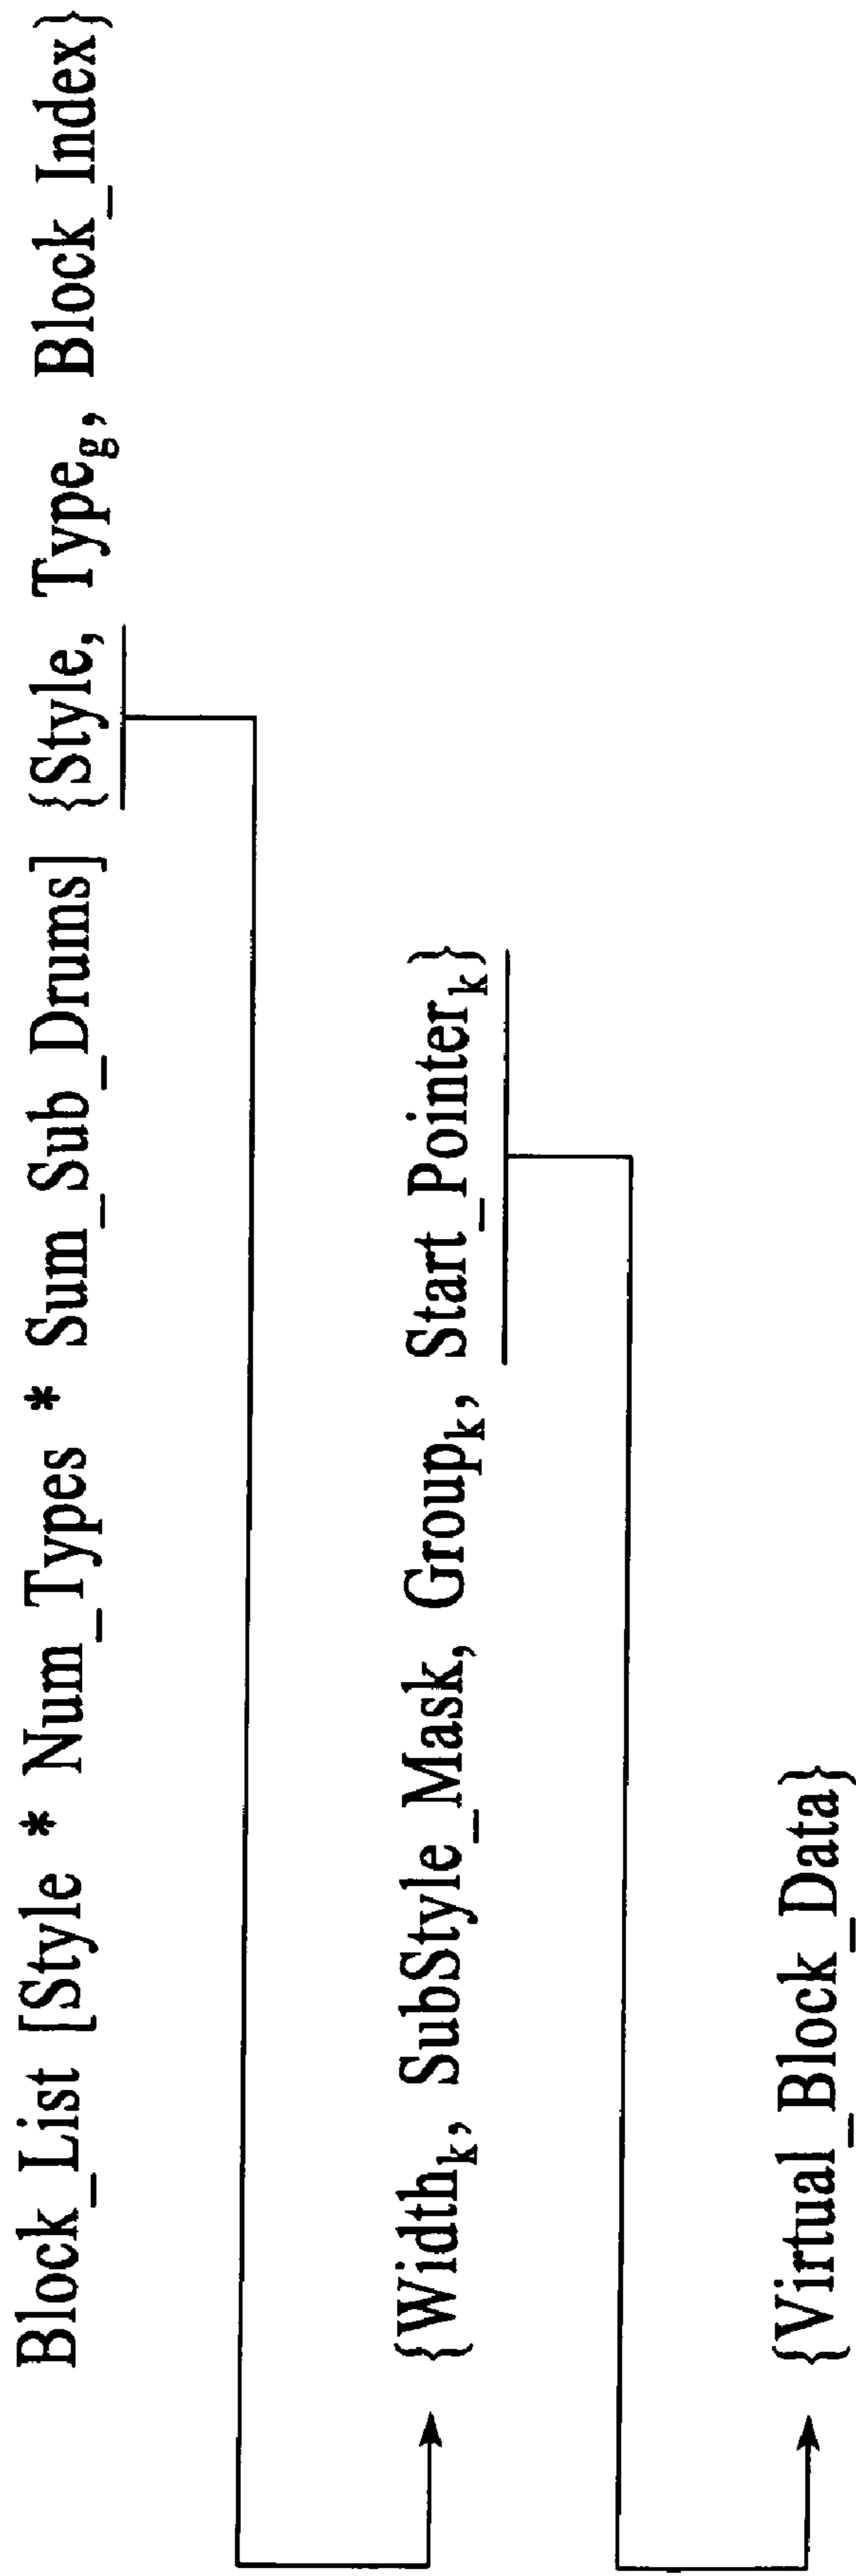 Block_List [Style * Num_Types * Sum_Sub_Drums] {Style, Type_g, Block_Index}
{Width_k, SubStyle_Mask, Group_k, Start_Pointer_k}
{Virtual_Block_Data}